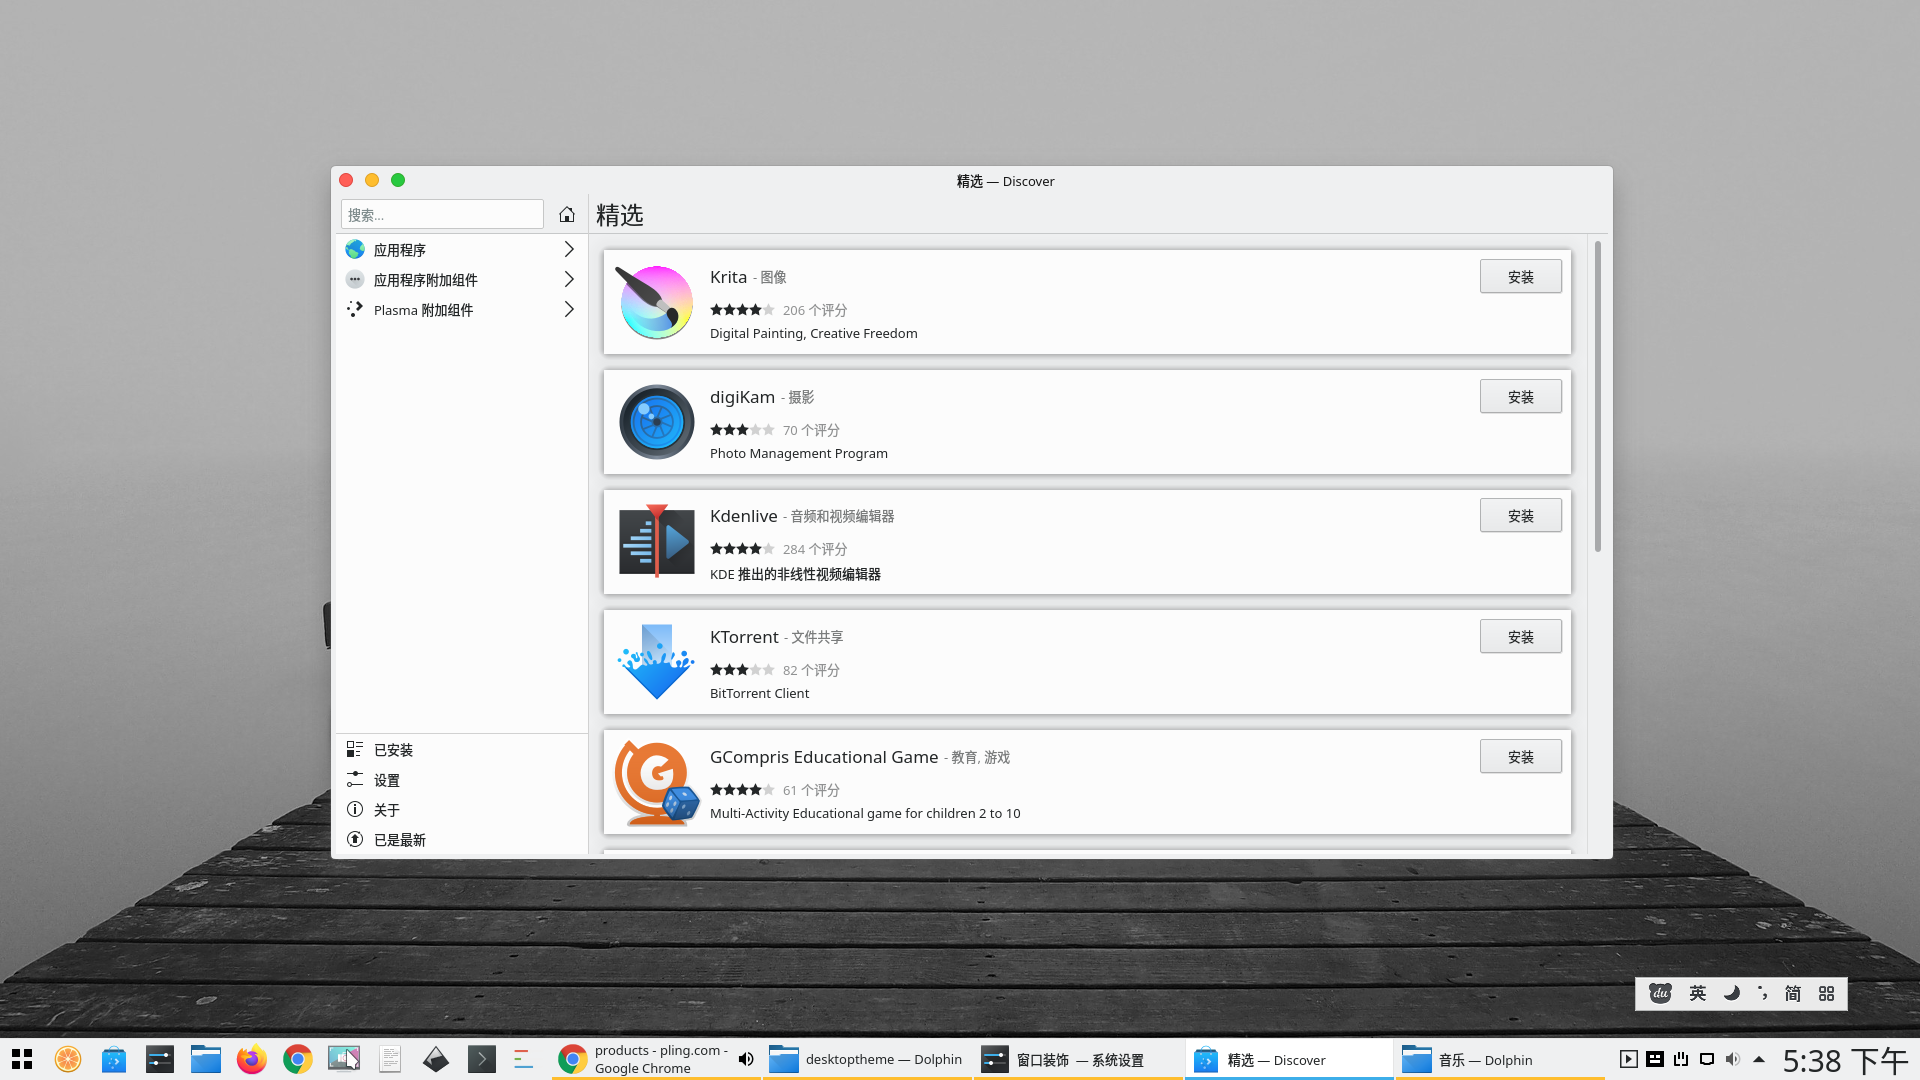 精选 — Discover
搜索...
精选
应用程序
应用程序附加组件
Plasma 附加组件
Krita - 图像
安装
206 个评分
Digital Painting, Creative Freedom
digiKam - 摄影
安装
70 个评分
Photo Management Program
Kdenlive - 音频和视频编辑器
安装
284 个评分
KDE 推出的非线性视频编辑器
KTorrent - 文件共享
安装
82 个评分
BitTorrent Client
GCompris Educational Game - 教育, 游戏
安装
61 个评分
Multi-Activity Educational game for children 2 to 10
已安装
设置
关于
已是最新
du 英 简
products - pling.com - Google Chrome
desktoptheme — Dolphin
窗口装饰 — 系统设置
精选 — Discover
音乐 — Dolphin
5:38 下午